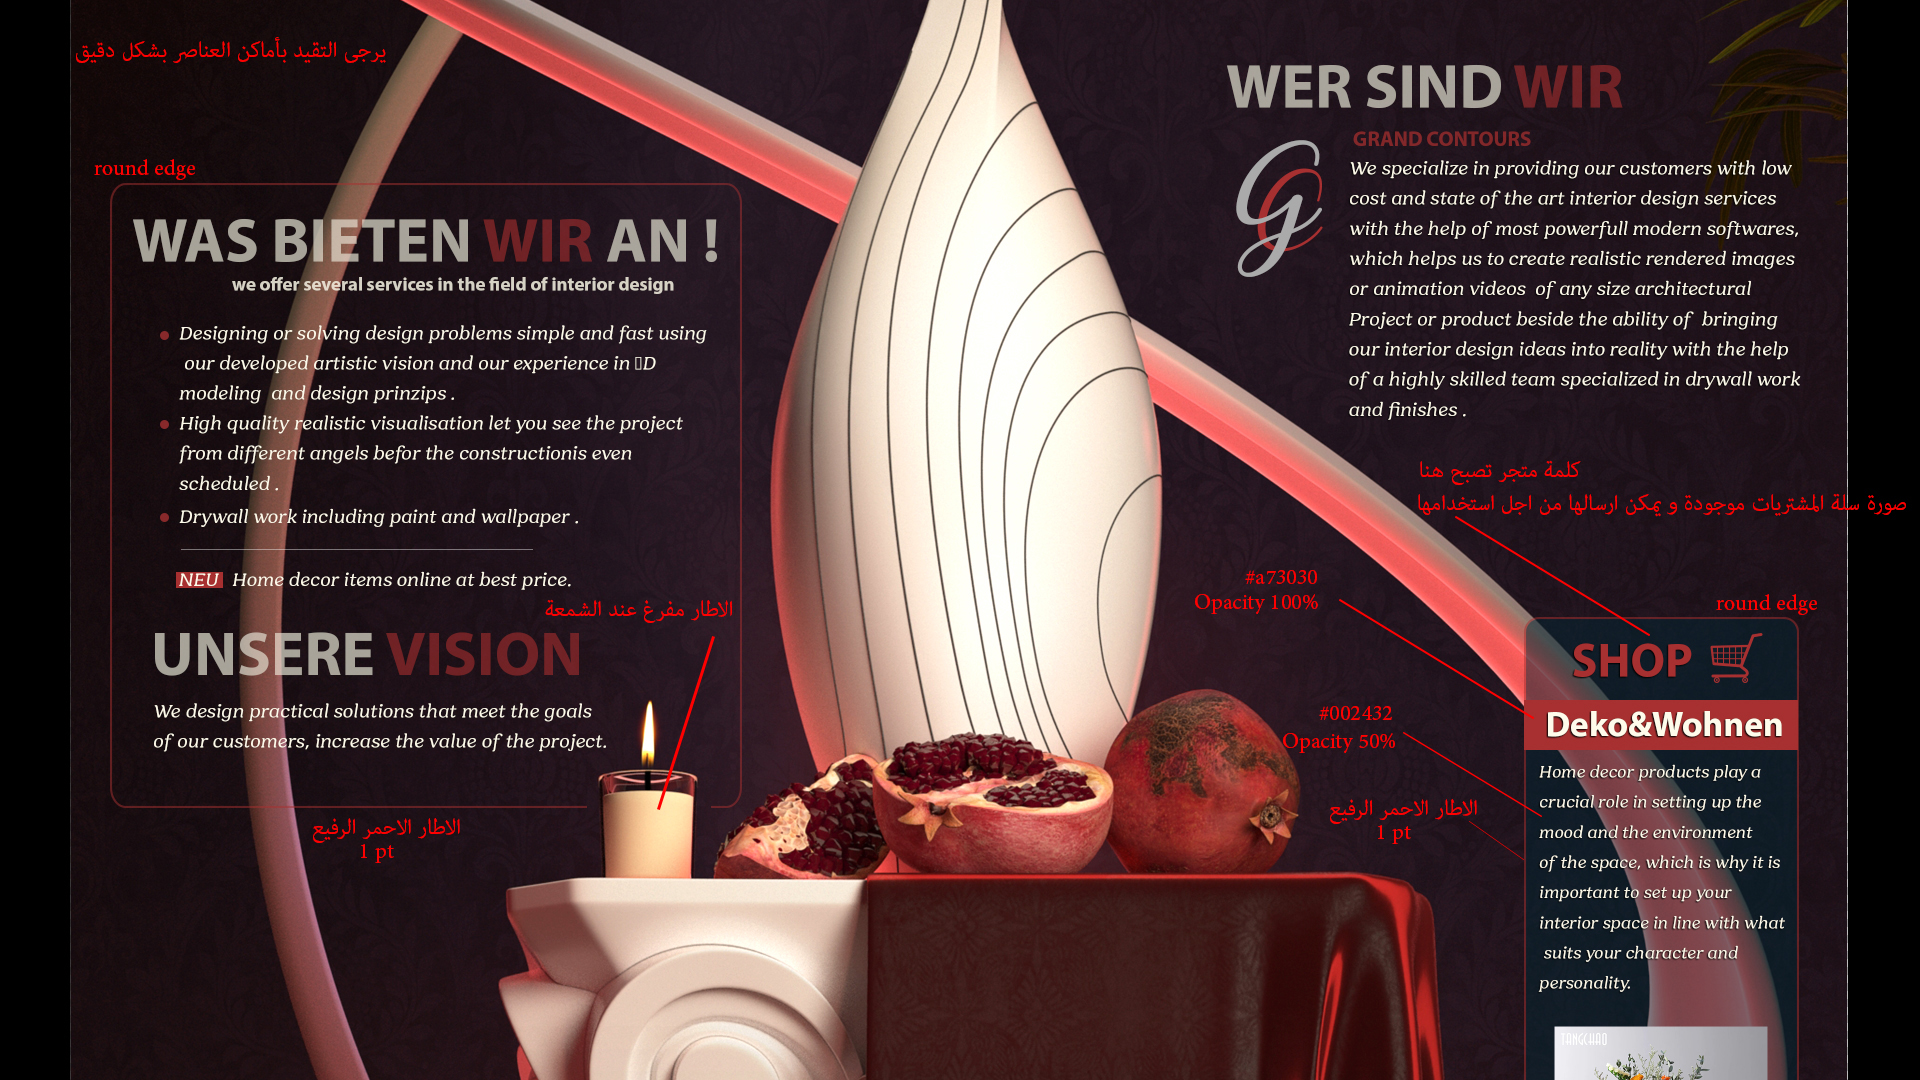 يرجى التقيد بأماكن العناصر بشكل دقيق
round edge
WAS BIETEN WIR AN !
we offer several services in the field of interior design
Designing or solving design problems simple and fast using
our developed artistic vision and our experience in ▯D
modeling and design prinzips .
High quality realistic visualisation let you see the project
from different angels befor the constructionis even
scheduled .
Drywall work including paint and wallpaper .
NEU Home decor items online at best price.
الاطار مفرغ عند الشمعة
UNSERE VISION
We design practical solutions that meet the goals
of our customers, increase the value of the project.
الاطار الاحمر الرفيع
1 pt
WER SIND WIR
GRAND CONTOURS
G
We specialize in providing our customers with low
cost and state of the art interior design services
with the help of most powerfull modern softwares,
which helps us to create realistic rendered images
or animation videos of any size architectural
Project or product beside the ability of bringing
our interior design ideas into reality with the help
of a highly skilled team specialized in drywall work
and finishes .
كلمة متجر تصبح هنا
صورة سلة المشتريات موجودة و يمكن ارسالها من اجل استخدامها
#a73030
Opacity 100%
round edge
SHOP
#002432
Opacity 50%
Deko&Wohnen
الاطار الاحمر الرفيع
1 pt
Home decor products play a
crucial role in setting up the
mood and the environment
of the space, which is why it is
important to set up your
interior space in line with what
suits your character and
personality.
TANGCHAO